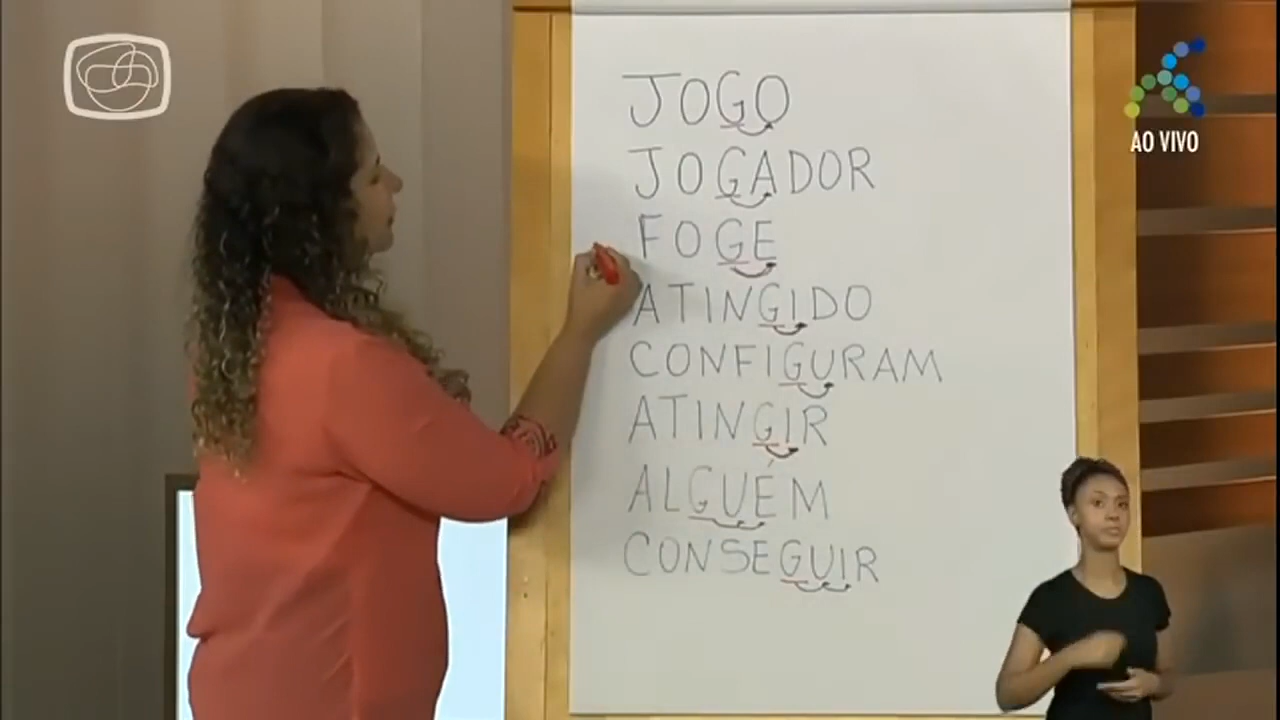 JOGO
JOGADOR
FOGE
ATINGIDO
CONFIGURAM
ATINGIR
ALGUÉM
CONSEGUIR
AO VIVO